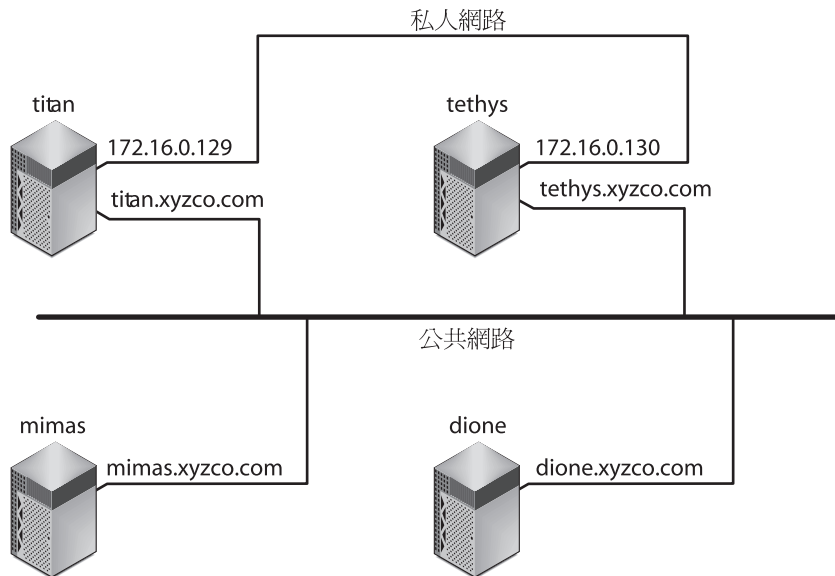 私人網路
titan
tethys
172.16.0.129
172.16.0.130
titan.xyzco.com
tethys.xyzco.com
公共網路
mimas
dione
mimas.xyzco.com
dione.xyzco.com